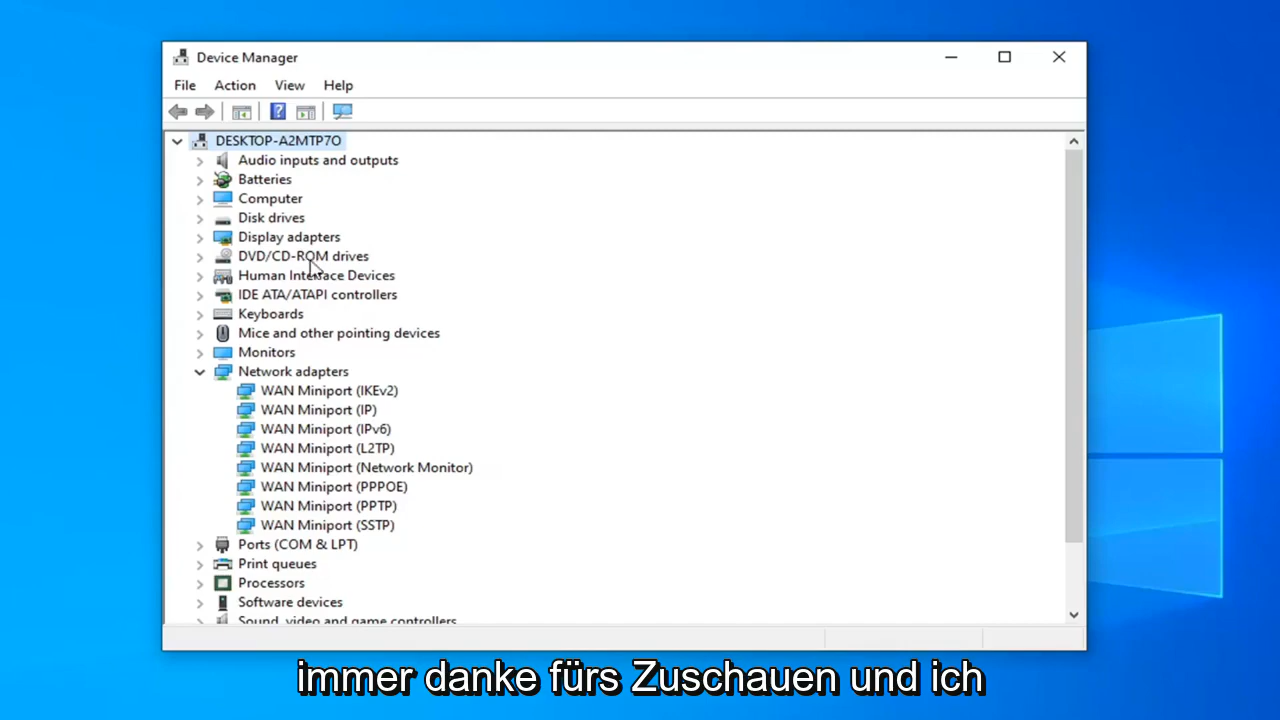 Device Manager
File Action View Help
DESKTOP-A2MTP7O
Audio inputs and outputs
Batteries
Computer
Disk drives
Display adapters
DVD/CD-ROM drives
Human Interface Devices
IDE ATA/ATAPI controllers
Keyboards
Mice and other pointing devices
Monitors
Network adapters
WAN Miniport (IKEv2)
WAN Miniport (IP)
WAN Miniport (IPv6)
WAN Miniport (L2TP)
WAN Miniport (Network Monitor)
WAN Miniport (PPPOE)
WAN Miniport (PPTP)
WAN Miniport (SSTP)
Ports (COM & LPT)
Print queues
Processors
Software devices
Sound, video and game controllers
immer danke fürs Zuschauen und ich